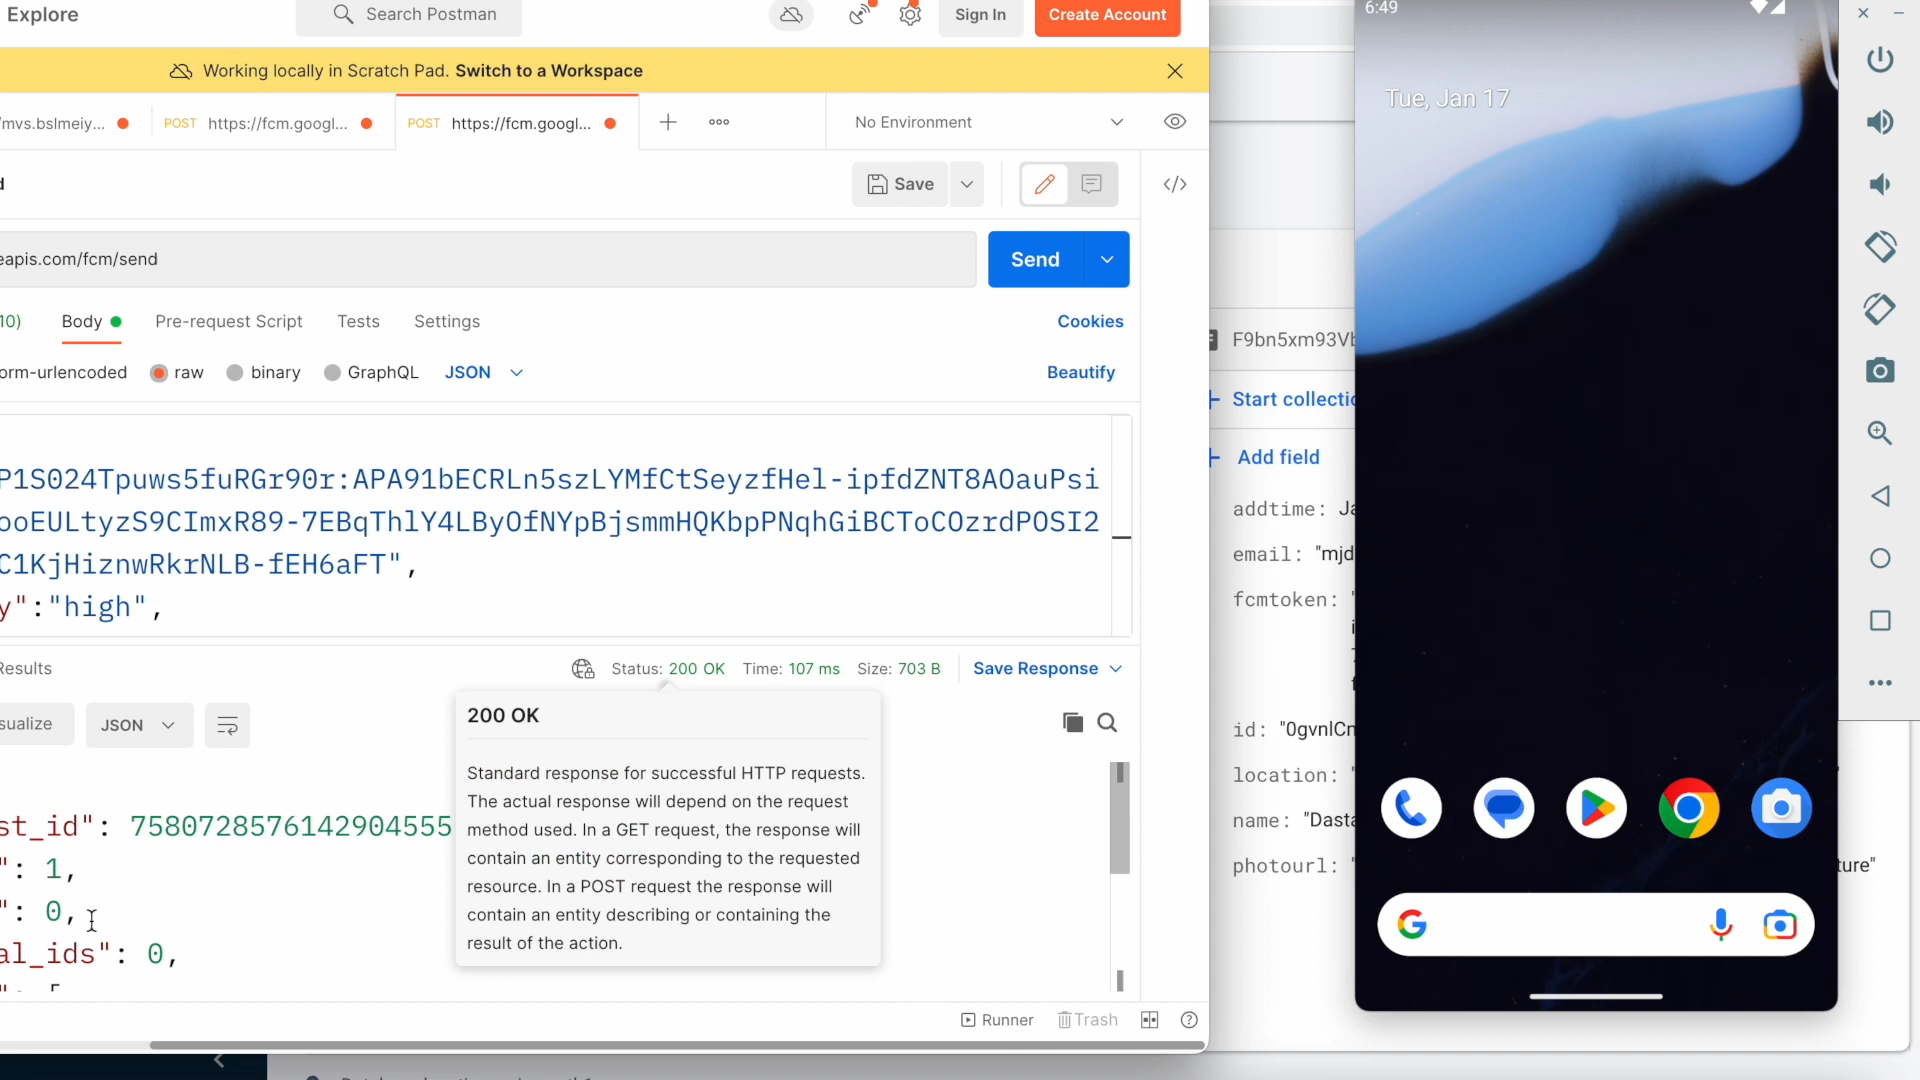 Explore
Search Postman
Sign In
Create Account
Working locally in Scratch Pad. Switch to a Workspace
/mvs.bslmeiy...
POST https://fcm.googl...
POST https://fcm.googl...
No Environment
d
Save
eapis.com/fcm/send
Send
10)
Body
Pre-request Script
Tests
Settings
Cookies
orm-urlencoded
raw
binary
GraphQL
JSON
Beautify
P1S024Tpuws5fuRGr90r:APA91bECRLn5szLYMfCtSeyzfHel-ipfdZNT8AOauPsi
ooEULtyzS9CImxR89-7EBqThlY4LByOfNYpBjsmmHQKbpPNqhGiBCToCOzrdPOSI2
C1KjHiznwRkrNLB-fEH6aFT",
y":"high",
Results
Status: 200 OK Time: 107 ms Size: 703 B
Save Response
sualize
JSON
200 OK
Standard response for successful HTTP requests.
The actual response will depend on the request
method used. In a GET request, the response will
contain an entity corresponding to the requested
resource. In a POST request the response will
contain an entity describing or containing the
result of the action.
st_id": 7580728576142904555
": 1,
": 0,
al_ids": 0,
": [
Runner
Trash
F9bn5xm93Vb
Start collectio
Add field
addtime: Ja
email: "mjd
fcmtoken: "
id: "0gvnlCn
location: "
name: "Dasta
photourl: "
ture"
6:49
Tue, Jan 17